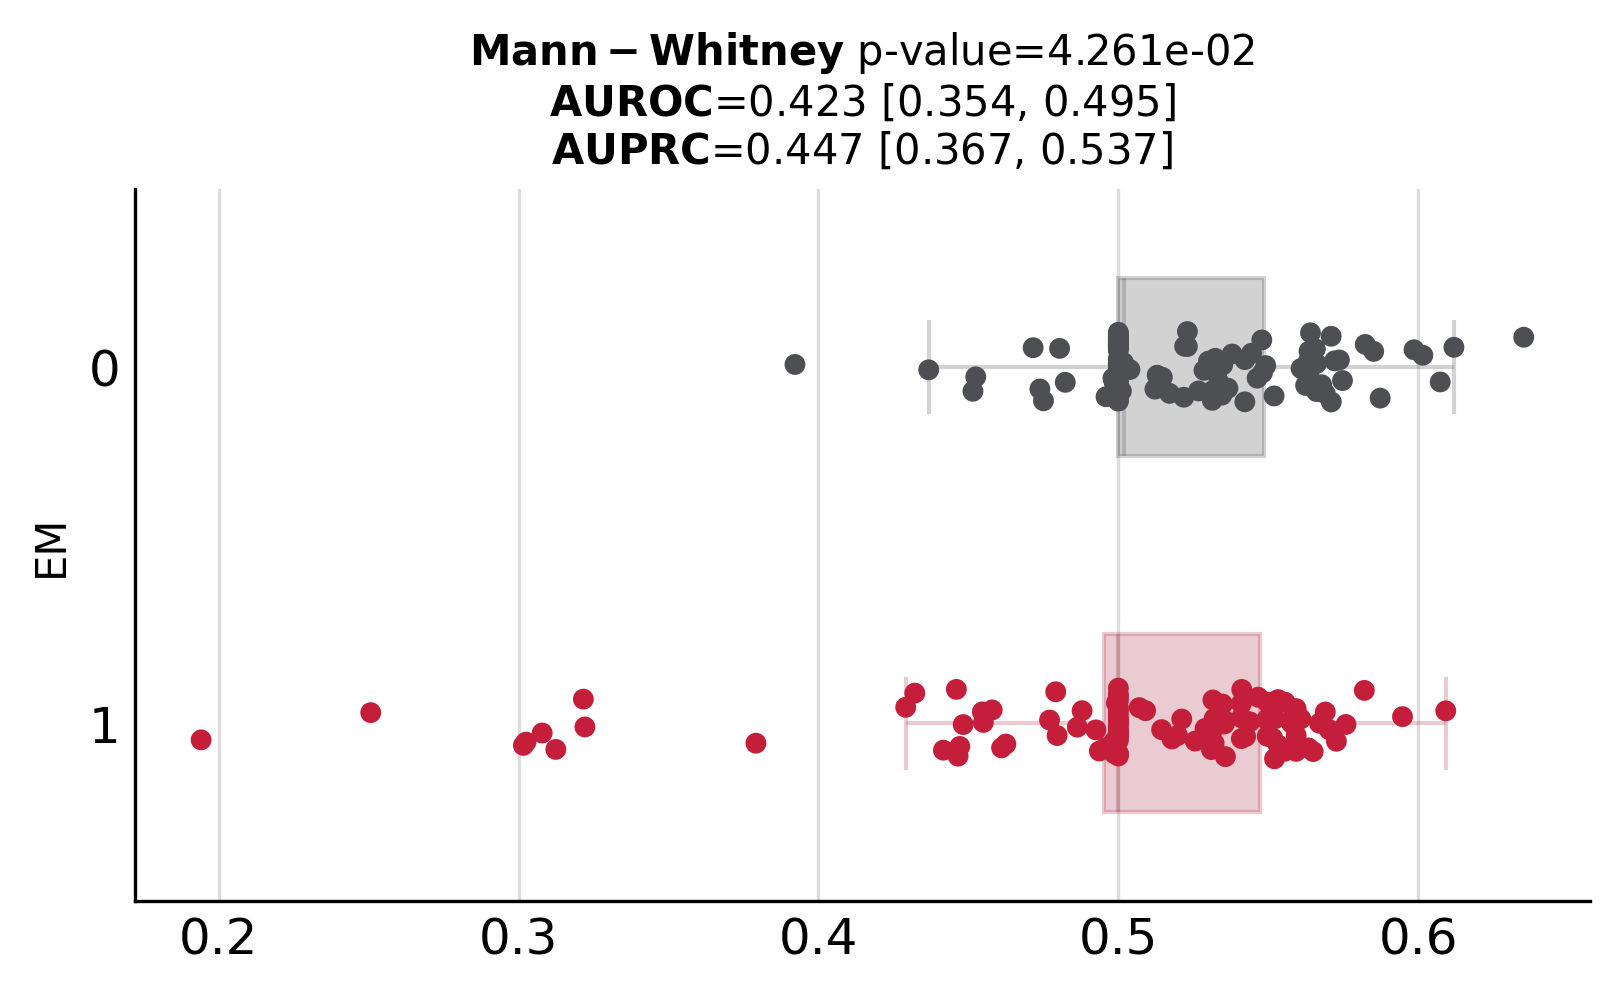 Mann − Whitney p-value=4.261e-02
AUROC=0.423 [0.354, 0.495]
AUPRC=0.447 [0.367, 0.537]
0
EM
1
0.2 0.3 0.4 0.5 0.6